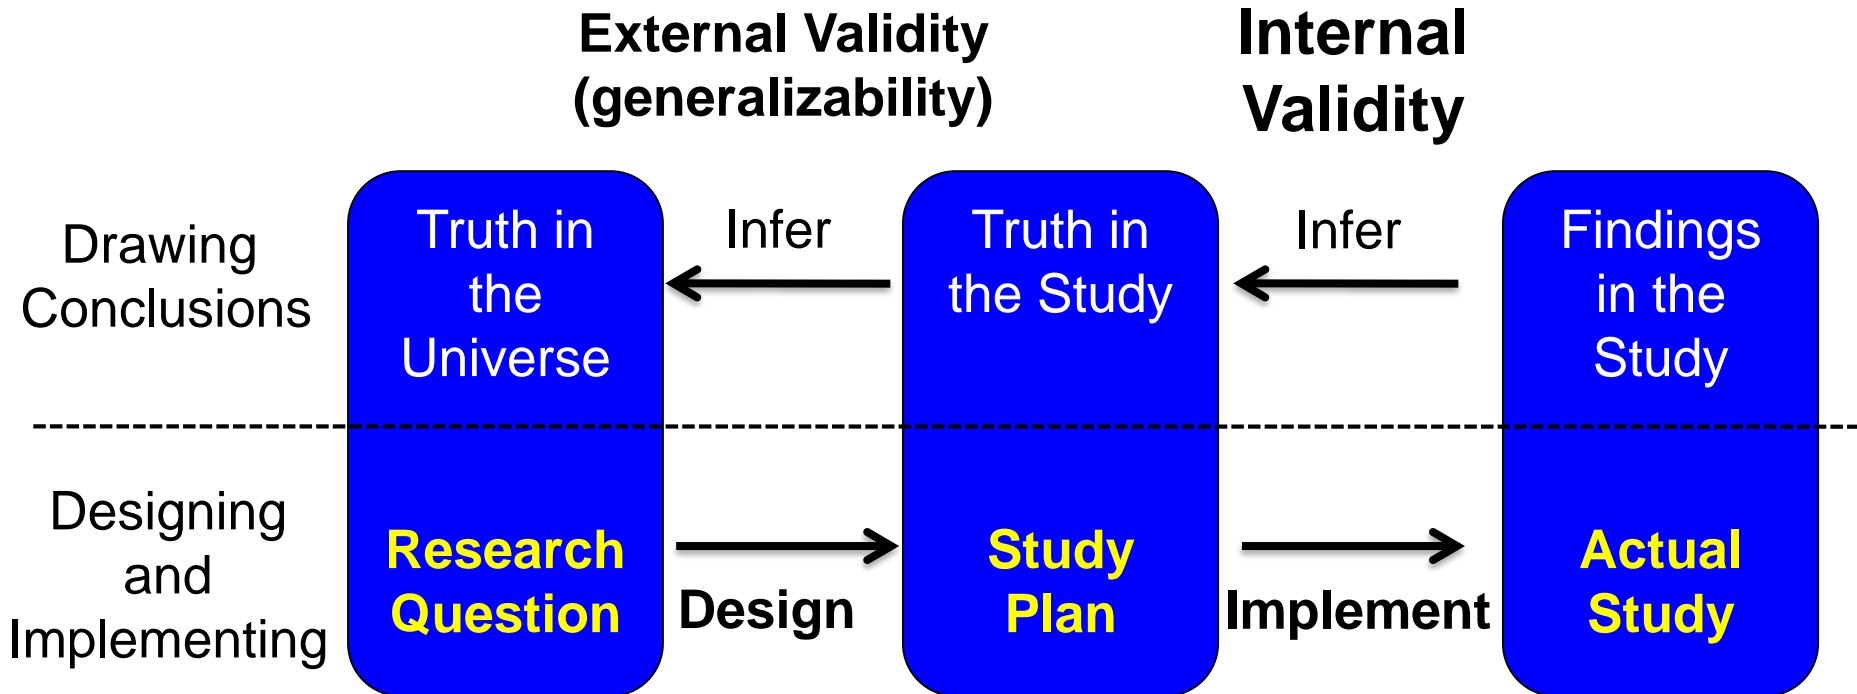 External Validity
(generalizability)
Internal
Validity
Drawing
Conclusions
Truth in
the
Universe
Infer
Truth in
the Study
Infer
Findings
in the
Study
Designing
and
Implementing
Research
Question
Design
Study
Plan
Implement
Actual
Study